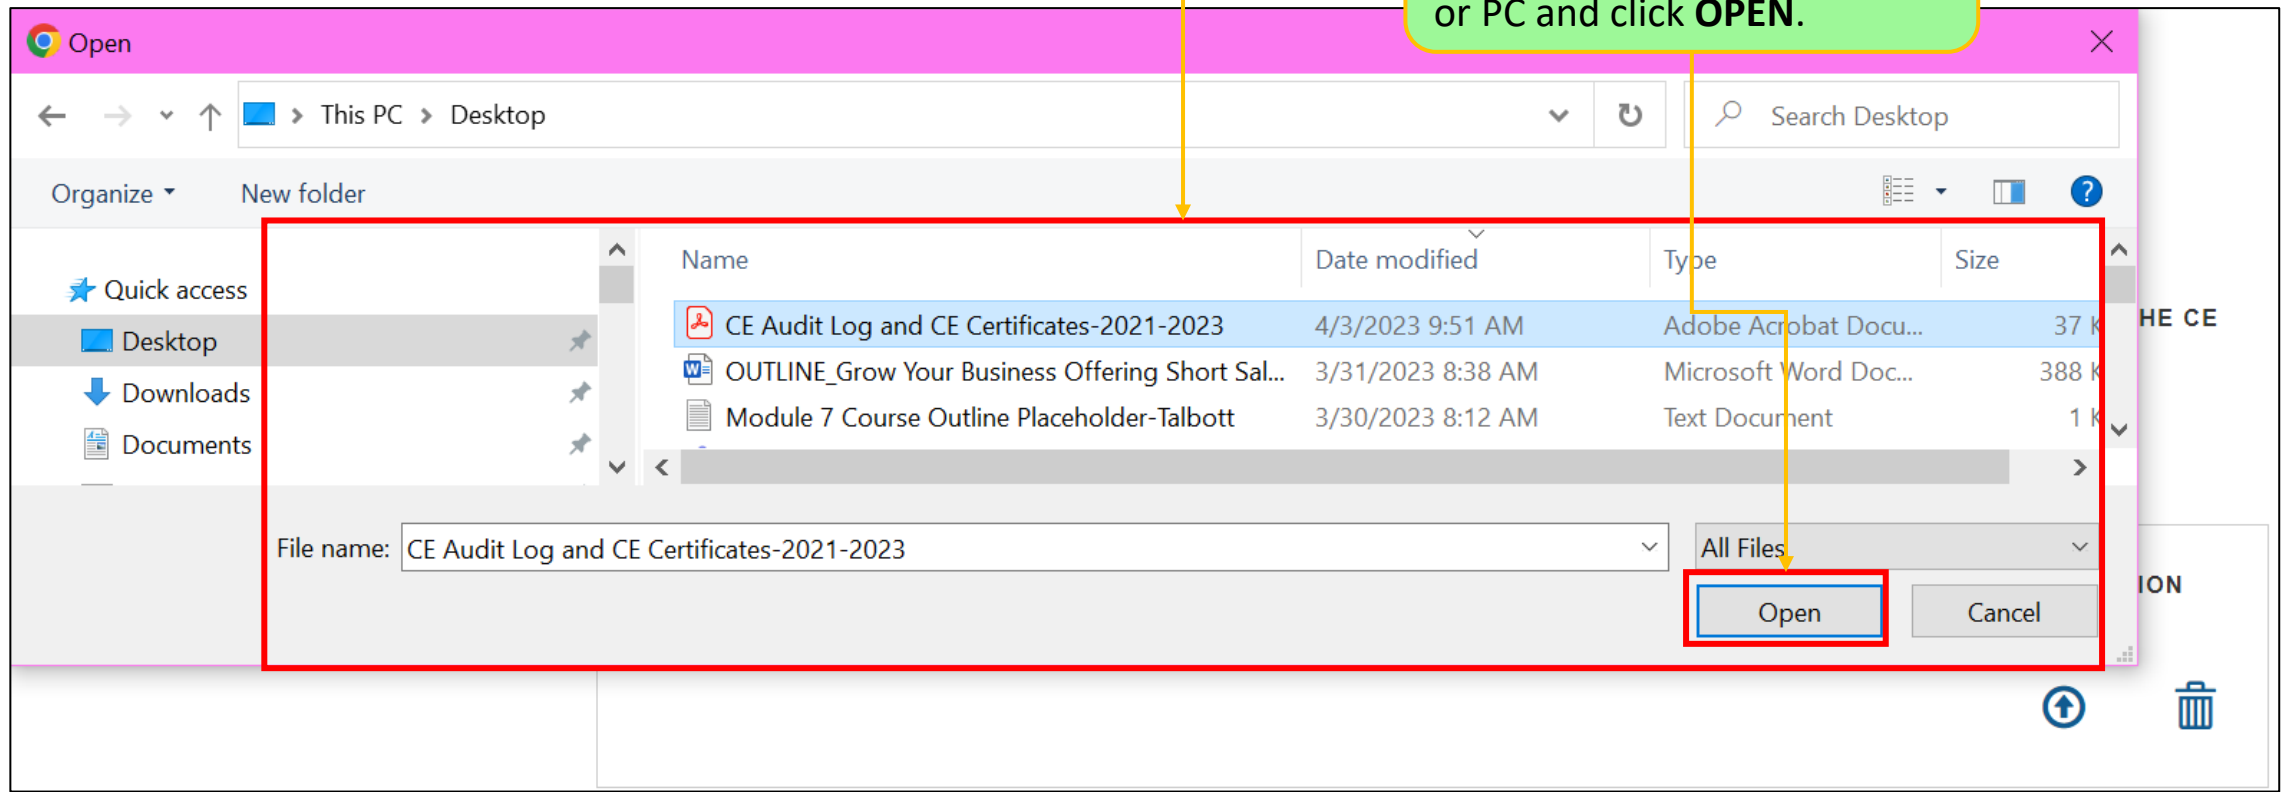 or PC and click OPEN.
Open
This PC > Desktop
Search Desktop
Organize
New folder
Name Date modified Type Size
Quick access
Desktop
Downloads
Documents
CE Audit Log and CE Certificates-2021-2023 4/3/2023 9:51 AM Adobe Acrobat Docu... 37 K
OUTLINE_Grow Your Business Offering Short Sal... 3/31/2023 8:38 AM Microsoft Word Doc... 388 K
Module 7 Course Outline Placeholder-Talbott 3/30/2023 8:12 AM Text Document 1 K
HE CE
File name: CE Audit Log and CE Certificates-2021-2023
All Files
Open
Cancel
ION